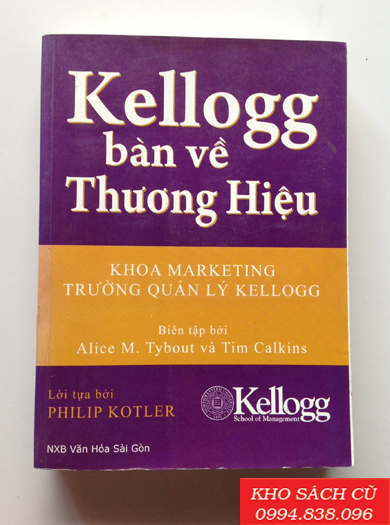 Kellogg
bàn về
Thương Hiệu
KHOA MARKETING
TRƯỜNG QUẢN LÝ KELLOGG
Biên tập bởi
Alice M. Tybout và Tim Calkins
Lời tựa bởi
PHILIP KOTLER
Kellogg
School of Management
NXB Văn Hóa Sài Gòn
KHO SÁCH CŨ
0994.838.096